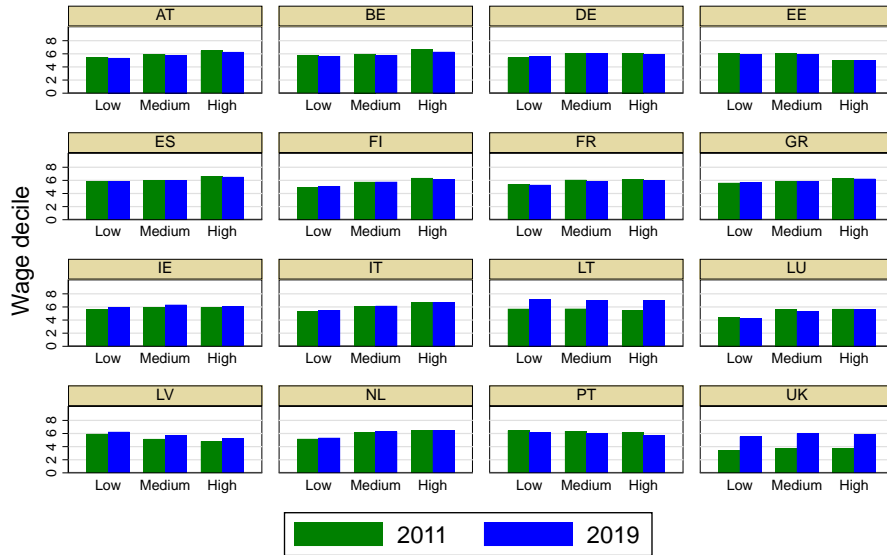 AT BE DE EE
0 2 4 6 8
Low Medium High Low Medium High Low Medium High Low Medium High
ES FI FR GR
0 2 4 6 8
Low Medium High Low Medium High Low Medium High Low Medium High
Wage decile
IE IT LT LU
0 2 4 6 8
Low Medium High Low Medium High Low Medium High Low Medium High
LV NL PT UK
0 2 4 6 8
Low Medium High Low Medium High Low Medium High Low Medium High
2011 2019